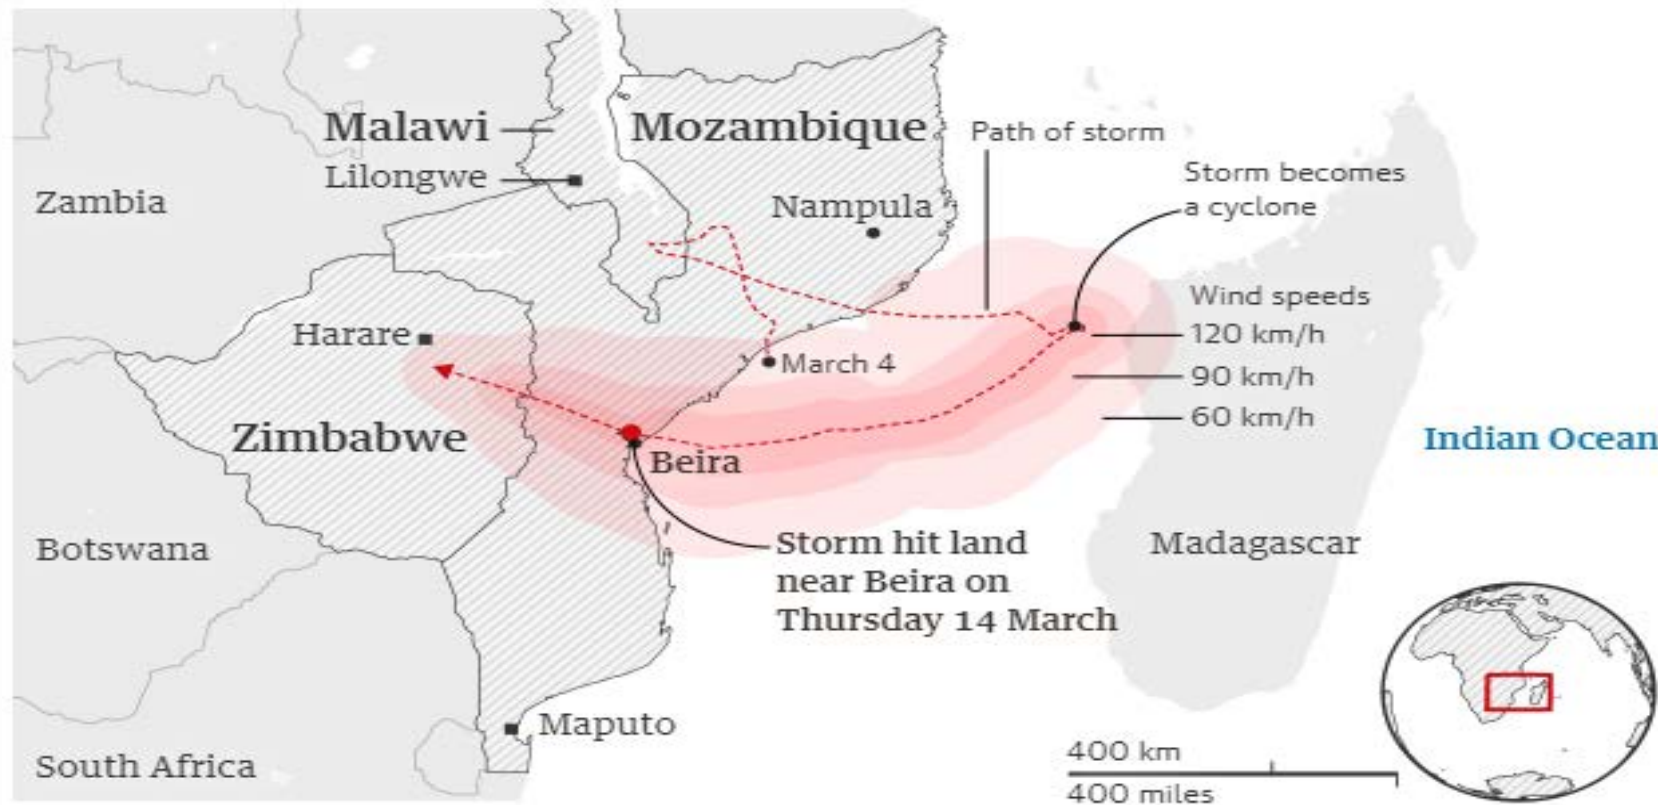 Malawi
Mozambique
Path of storm
Lilongwe
Storm becomes
a cyclone
Zambia
Nampula
Wind speeds
Harare
120 km/h
March 4
90 km/h
60 km/h
Zimbabwe
Indian Ocean
Beira
Botswana
Storm hit land
near Beira on
Thursday 14 March
Madagascar
Maputo
South Africa
400 km
400 miles